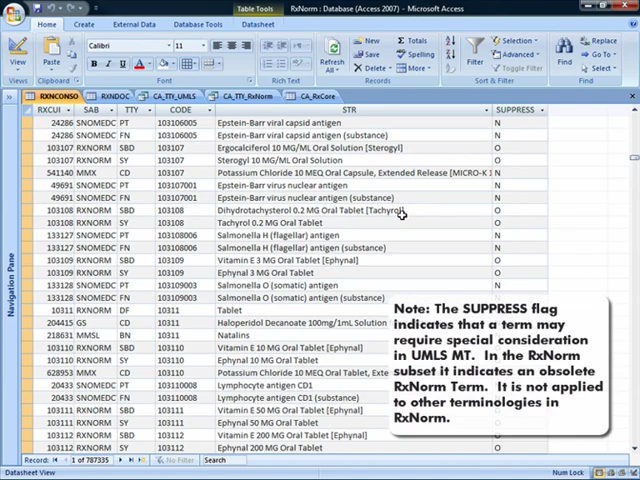 Table Tools RxNorm : Database (Access 2007) - Microsoft Access
Home Create External Data Database Tools Datasheet
Calibri 11 New Totals Selection Replace
Save Spelling Advanced Go To
View Paste Refresh All Delete More Filter Toggle Filter Find Select
Views Clipboard Font Rich Text Records Sort & Filter Find
RXNCONSO RXNDOC CA_TTY_UMLS CA_TTY_RxNorm CA_RxCore
RXCUI SAB TTY CODE STR SUPPRESS
24286 SNOMEDC PT 103106005 Epstein-Barr viral capsid antigen N
24286 SNOMEDC FN 103106005 Epstein-Barr viral capsid antigen (substance) N
103107 RXNORM SBD 103107 Ergocalciferol 10 MG/ML Oral Solution [Sterogyl] O
103107 RXNORM SY 103107 Sterogyl 10 MG/ML Oral Solution O
541140 MMX CD 103107 Potassium Chloride 10 MEQ Oral Capsule, Extended Release [MICRO-K 1 N
49691 SNOMEDC PT 103107001 Epstein-Barr virus nuclear antigen N
49691 SNOMEDC FN 103107001 Epstein-Barr virus nuclear antigen (substance) N
103108 RXNORM SBD 103108 Dihydrotachysterol 0.2 MG Oral Tablet [Tachyrol] O
103108 RXNORM SY 103108 Tachyrol 0.2 MG Oral Tablet O
133127 SNOMEDC PT 103108006 Salmonella H (flagellar) antigen N
133127 SNOMEDC FN 103108006 Salmonella H (flagellar) antigen (substance) N
103109 RXNORM SBD 103109 Vitamin E 3 MG Oral Tablet [Ephynal] O
103109 RXNORM SY 103109 Ephynal 3 MG Oral Tablet O
133128 SNOMEDC PT 103109003 Salmonella O (somatic) antigen N
133128 SNOMEDC FN 103109003 Salmonella O (somatic) antigen (substance) N
10311 RXNORM DF 10311 Tablet
204415 GS CD 10311 Haloperidol Decanoate 100mg/1mL Solution
218631 MMSL BN 10311 Natalins
103110 RXNORM SBD 103110 Vitamin E 10 MG Oral Tablet [Ephynal]
103110 RXNORM SY 103110 Ephynal 10 MG Oral Tablet
628953 MMX CD 103110 Potassium Chloride 10 MEQ Oral Tablet, Exte
20433 SNOMEDC PT 103110008 Lymphocyte antigen CD1
20433 SNOMEDC FN 103110008 Lymphocyte antigen CD1 (substance)
103111 RXNORM SBD 103111 Vitamin E 50 MG Oral Tablet [Ephynal]
103111 RXNORM SY 103111 Ephynal 50 MG Oral Tablet
103112 RXNORM SBD 103112 Vitamin E 200 MG Oral Tablet [Ephynal] O
103112 RXNORM SY 103112 Ephynal 200 MG Oral Tablet O
Note: The SUPPRESS flag
indicates that a term may
require special consideration
in UMLS MT. In the RxNorm
subset it indicates an obsolete
RxNorm Term. It is not applied
to other terminologies in
RxNorm.
Navigation Pane
Record: 1 of 787335 No Filter Search
Datasheet View Num Lock